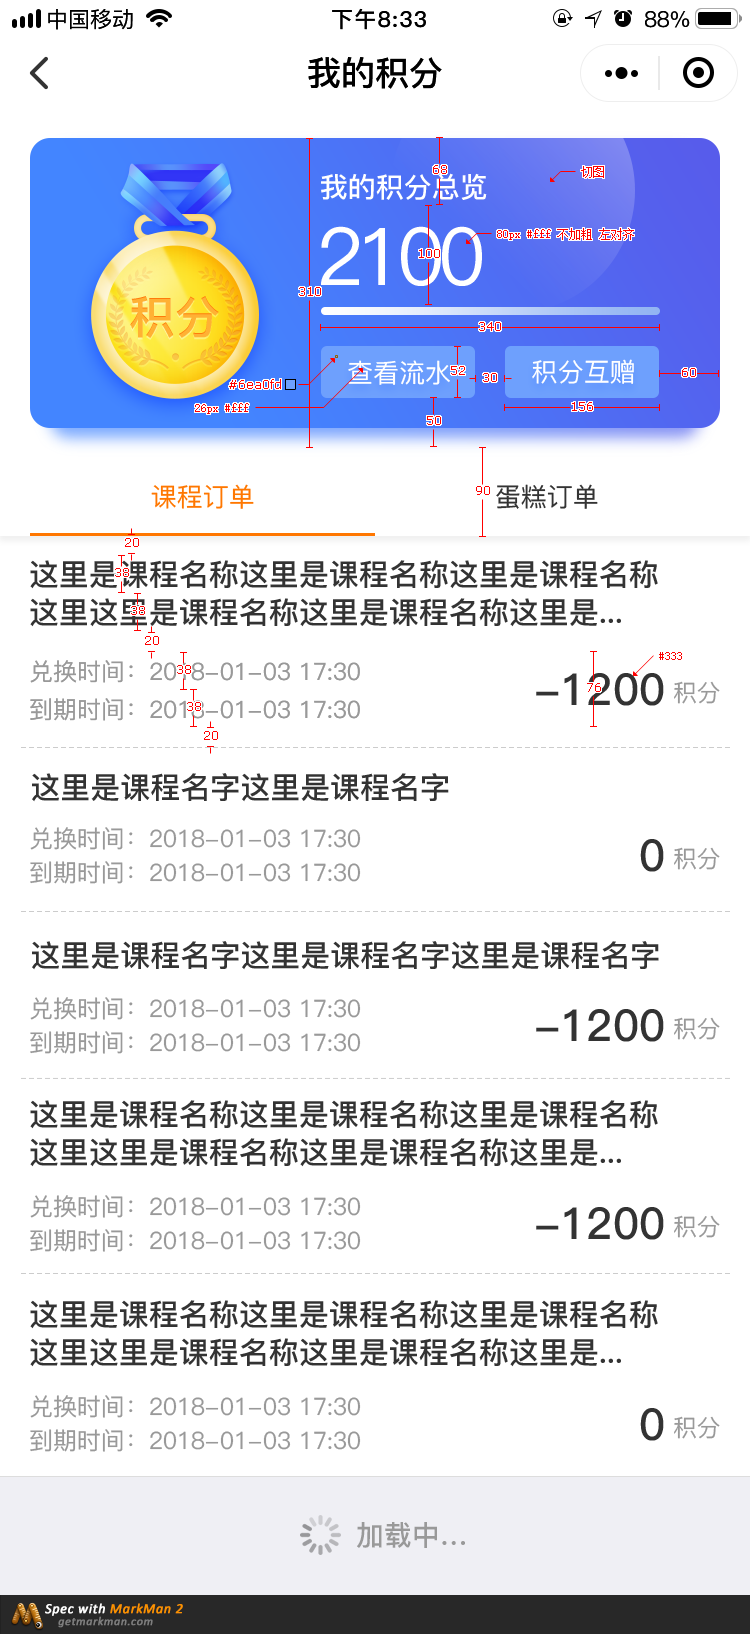 中国移动 下午8:33 88%
我的积分
68
切图
我的积分总览
80px #fff 不加粗 左对齐
2100
100
310
积分
340
查看流水 52 30 积分互赠 60
#6ea0fd
26px #fff 156
50
90
课程订单 蛋糕订单
20
这里是课程名称这里是课程名称这里是课程名称
38
这里这里是课程名称这里是课程名称这里是...
38
20
#333
兑换时间：2018-01-03 17:30
38
-1200 积分
76
到期时间：2018-01-03 17:30
38
20
这里是课程名字这里是课程名字
兑换时间：2018-01-03 17:30
0 积分
到期时间：2018-01-03 17:30
这里是课程名字这里是课程名字这里是课程名字
兑换时间：2018-01-03 17:30
-1200 积分
到期时间：2018-01-03 17:30
这里是课程名称这里是课程名称这里是课程名称
这里这里是课程名称这里是课程名称这里是...
兑换时间：2018-01-03 17:30
-1200 积分
到期时间：2018-01-03 17:30
这里是课程名称这里是课程名称这里是课程名称
这里这里是课程名称这里是课程名称这里是...
兑换时间：2018-01-03 17:30
0 积分
到期时间：2018-01-03 17:30
加载中...
Spec with MarkMan 2
getmarkman.com